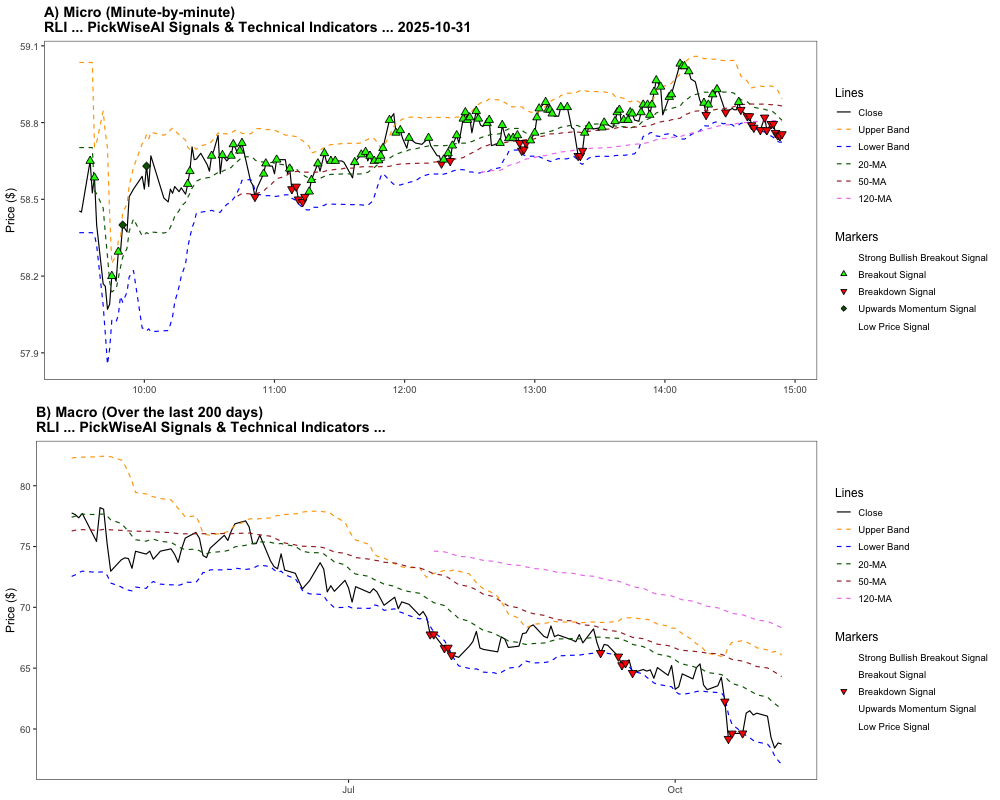 A) Micro (Minute-by-minute)
RLI ... PickWiseAI Signals & Technical Indicators ... 2025-10-31
59.1
58.8
58.5
58.2
57.9
Price ($)
10:00
11:00
12:00
13:00
14:00
15:00
Lines
Close
Upper Band
Lower Band
20-MA
50-MA
120-MA
Markers
Strong Bullish Breakout Signal
Breakout Signal
Breakdown Signal
Upwards Momentum Signal
Low Price Signal
B) Macro (Over the last 200 days)
RLI ... PickWiseAI Signals & Technical Indicators ...
80
75
70
65
60
Price ($)
Jul
Oct
Lines
Close
Upper Band
Lower Band
20-MA
50-MA
120-MA
Markers
Strong Bullish Breakout Signal
Breakout Signal
Breakdown Signal
Upwards Momentum Signal
Low Price Signal